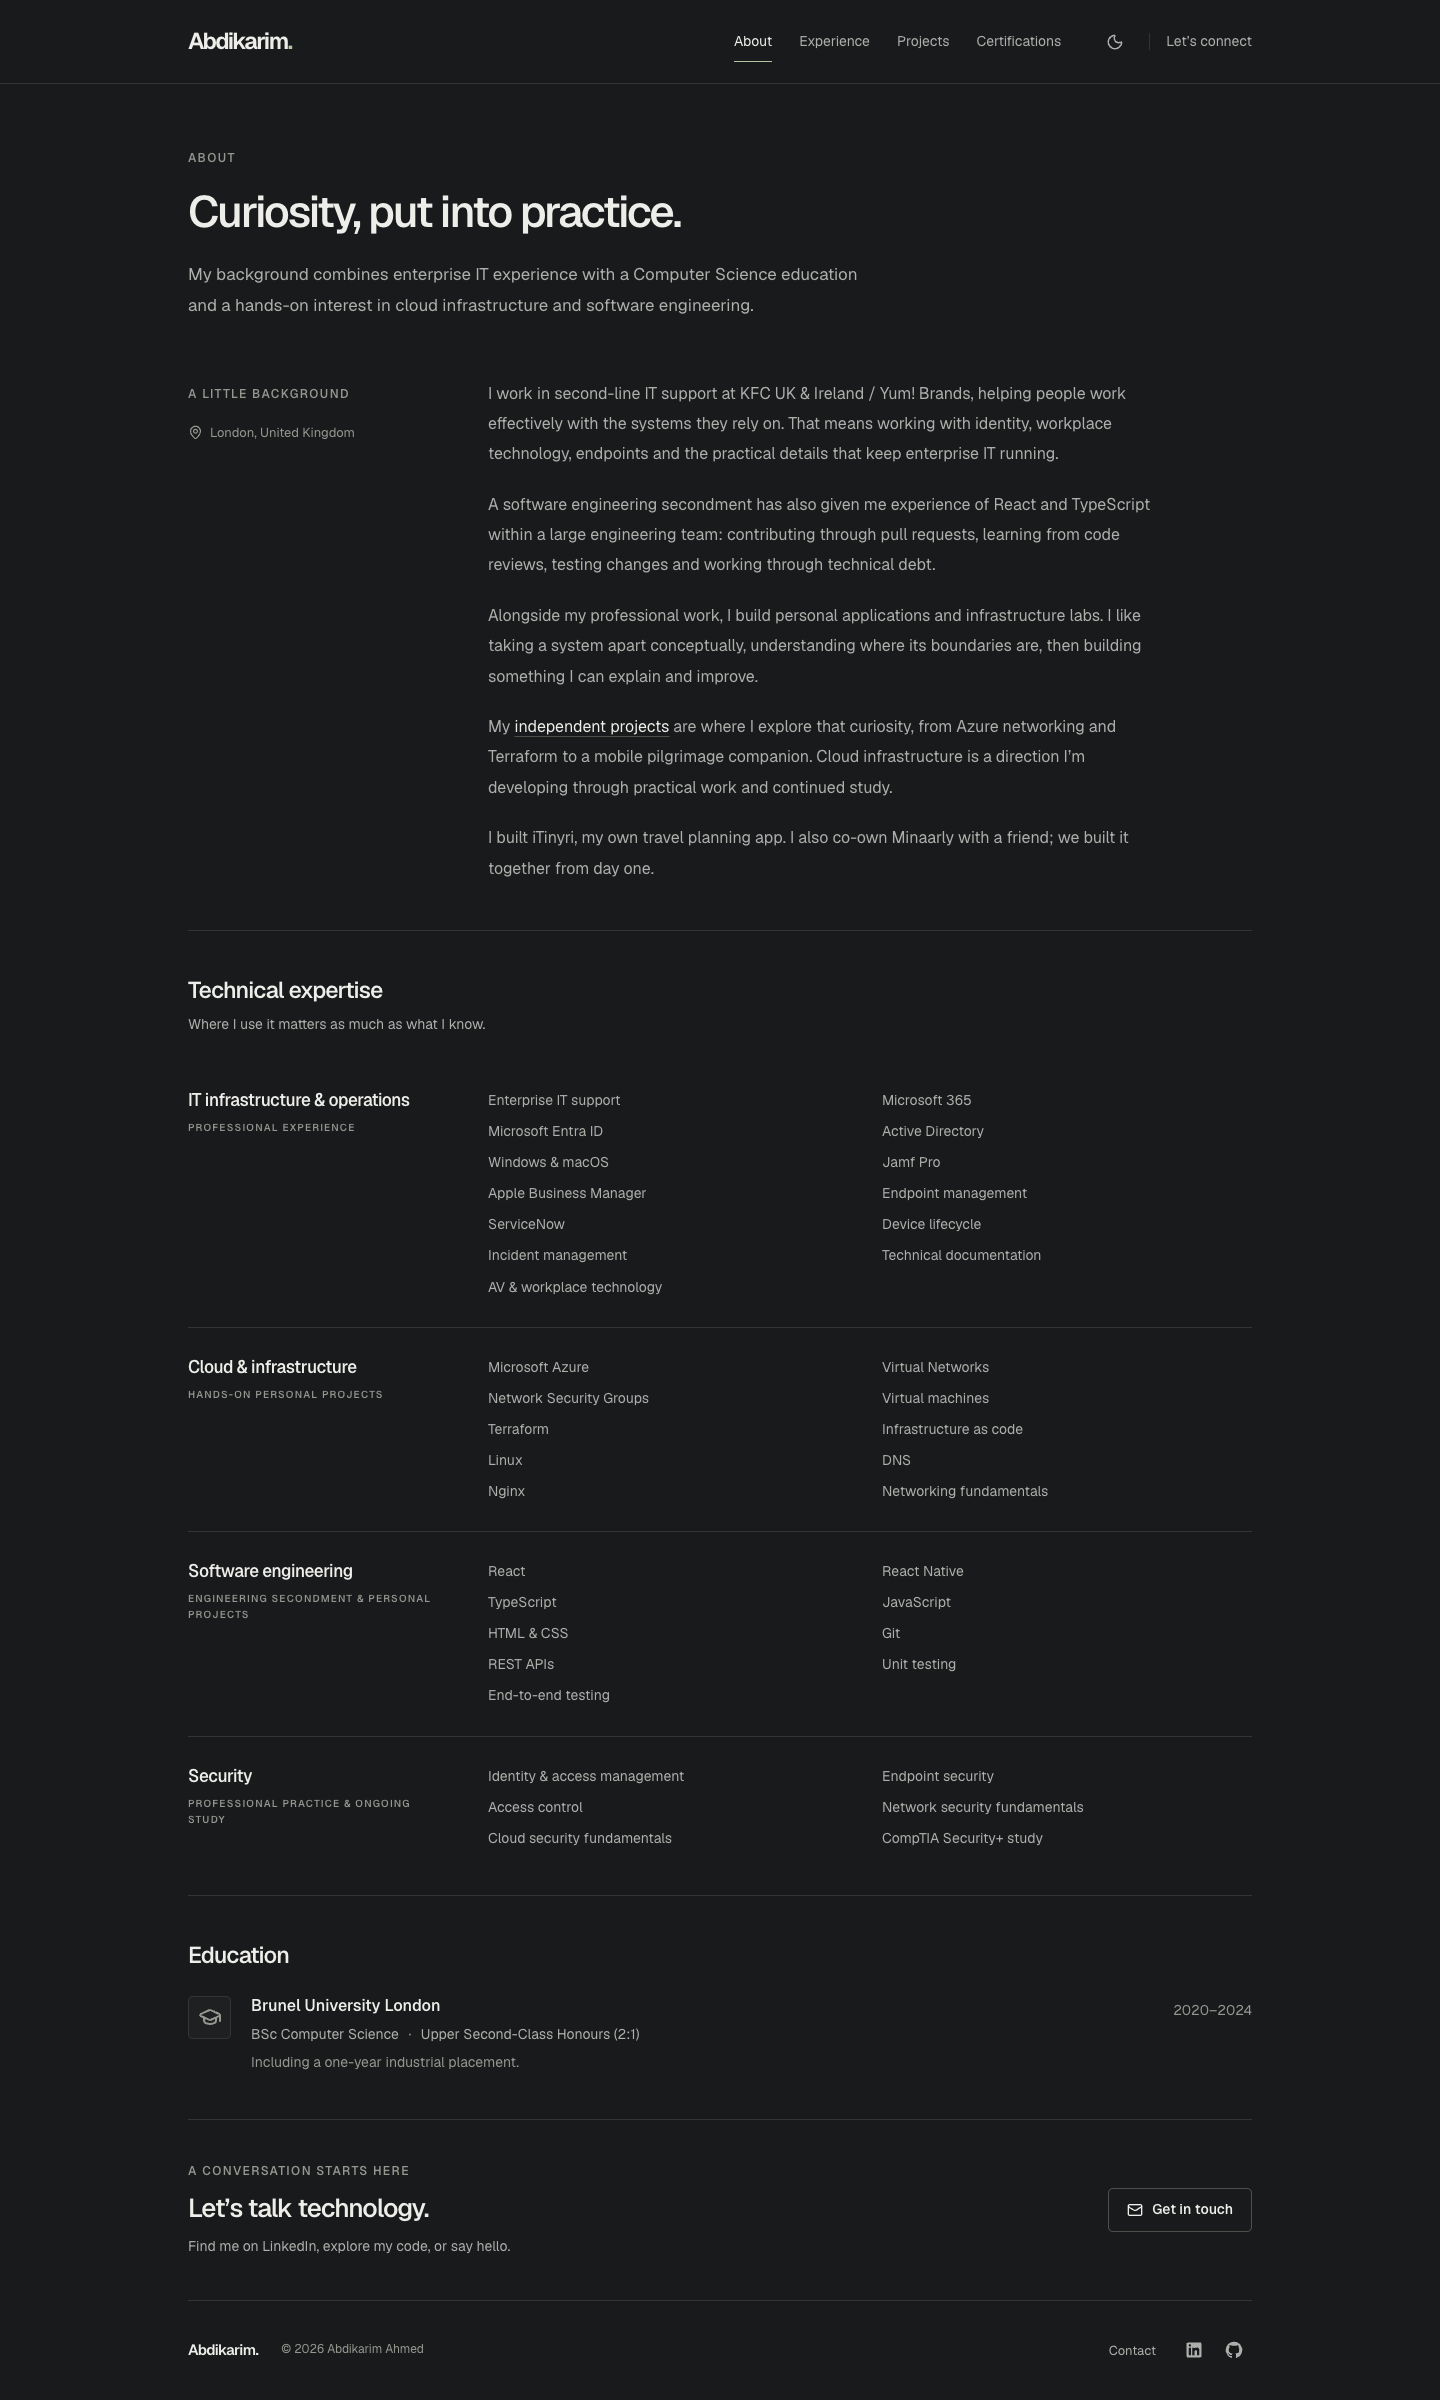 Abdikarim.
About
Experience
Projects
Certifications
Let's connect
ABOUT
Curiosity, put into practice.
My background combines enterprise IT experience with a Computer Science education
and a hands-on interest in cloud infrastructure and software engineering.
A LITTLE BACKGROUND
London, United Kingdom
I work in second-line IT support at KFC UK & Ireland / Yum! Brands, helping people work
effectively with the systems they rely on. That means working with identity, workplace
technology, endpoints and the practical details that keep enterprise IT running.
A software engineering secondment has also given me experience of React and TypeScript
within a large engineering team: contributing through pull requests, learning from code
reviews, testing changes and working through technical debt.
Alongside my professional work, I build personal applications and infrastructure labs. I like
taking a system apart conceptually, understanding where its boundaries are, then building
something I can explain and improve.
My independent projects are where I explore that curiosity, from Azure networking and
Terraform to a mobile pilgrimage companion. Cloud infrastructure is a direction I'm
developing through practical work and continued study.
I built iTinyri, my own travel planning app. I also co-own Minaarly with a friend; we built it
together from day one.
Technical expertise
Where I use it matters as much as what I know.
IT infrastructure & operations
PROFESSIONAL EXPERIENCE
Enterprise IT support
Microsoft 365
Microsoft Entra ID
Active Directory
Windows & macOS
Jamf Pro
Apple Business Manager
Endpoint management
ServiceNow
Device lifecycle
Incident management
Technical documentation
AV & workplace technology
Cloud & infrastructure
HANDS-ON PERSONAL PROJECTS
Microsoft Azure
Virtual Networks
Network Security Groups
Virtual machines
Terraform
Infrastructure as code
Linux
DNS
Nginx
Networking fundamentals
Software engineering
ENGINEERING SECONDMENT & PERSONAL
PROJECTS
React
React Native
TypeScript
JavaScript
HTML & CSS
Git
REST APIs
Unit testing
End-to-end testing
Security
PROFESSIONAL PRACTICE & ONGOING
STUDY
Identity & access management
Endpoint security
Access control
Network security fundamentals
Cloud security fundamentals
CompTIA Security+ study
Education
Brunel University London
2020–2024
BSc Computer Science · Upper Second-Class Honours (2:1)
Including a one-year industrial placement.
A CONVERSATION STARTS HERE
Let's talk technology.
Find me on LinkedIn, explore my code, or say hello.
Get in touch
Abdikarim.
© 2026 Abdikarim Ahmed
Contact